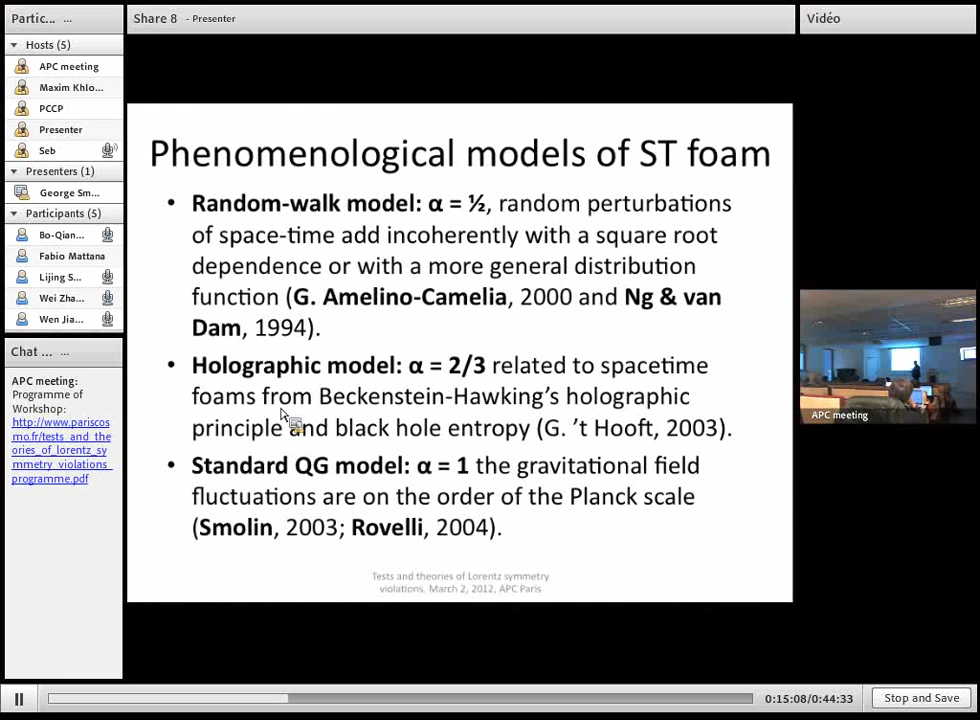 Partic... ...
Share 8 - Presenter
Vidéo
Hosts (5)
APC meeting
Maxim Khlo...
PCCP
Presenter
Seb
Presenters (1)
George Sm...
Participants (5)
Bo-Qian...
Fabio Mattana
Lijing S...
Wei Zha...
Wen Jia...
Chat ... ...
APC meeting:
Programme of
Workshop:
http://www.pariscos
mo.fr/tests_and_the
ories_of_lorentz_sy
mmetry_violations_
programme.pdf
Phenomenological models of ST foam
• Random-walk model: α = ½, random perturbations
of space-time add incoherently with a square root
dependence or with a more general distribution
function (G. Amelino-Camelia, 2000 and Ng & van
Dam, 1994).
• Holographic model: α = 2/3 related to spacetime
foams from Beckenstein-Hawking’s holographic
principle and black hole entropy (G. ’t Hooft, 2003).
• Standard QG model: α = 1 the gravitational field
fluctuations are on the order of the Planck scale
(Smolin, 2003; Rovelli, 2004).
Tests and theories of Lorentz symmetry
violations. March 2, 2012, APC Paris
APC meeting
0:15:08/0:44:33
Stop and Save